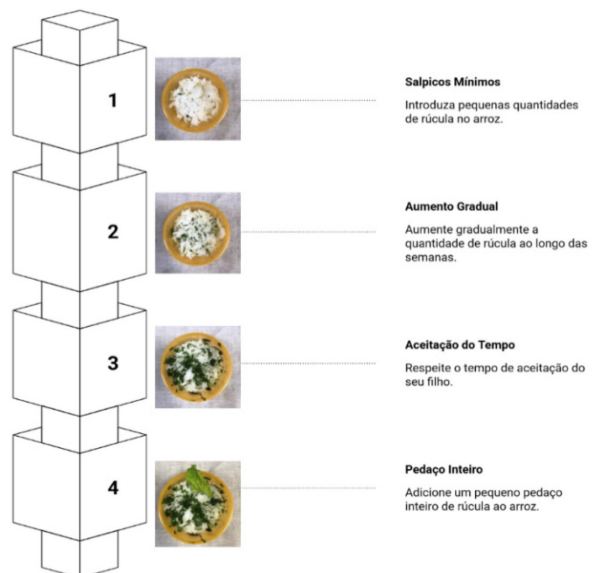 1
Salpicos Mínimos
Introduza pequenas quantidades
de rúcula no arroz.
2
Aumento Gradual
Aumente gradualmente a
quantidade de rúcula ao longo das
semanas.
3
Aceitação do Tempo
Respeite o tempo de aceitação do
seu filho.
4
Pedaço Inteiro
Adicione um pequeno pedaço
inteiro de rúcula ao arroz.